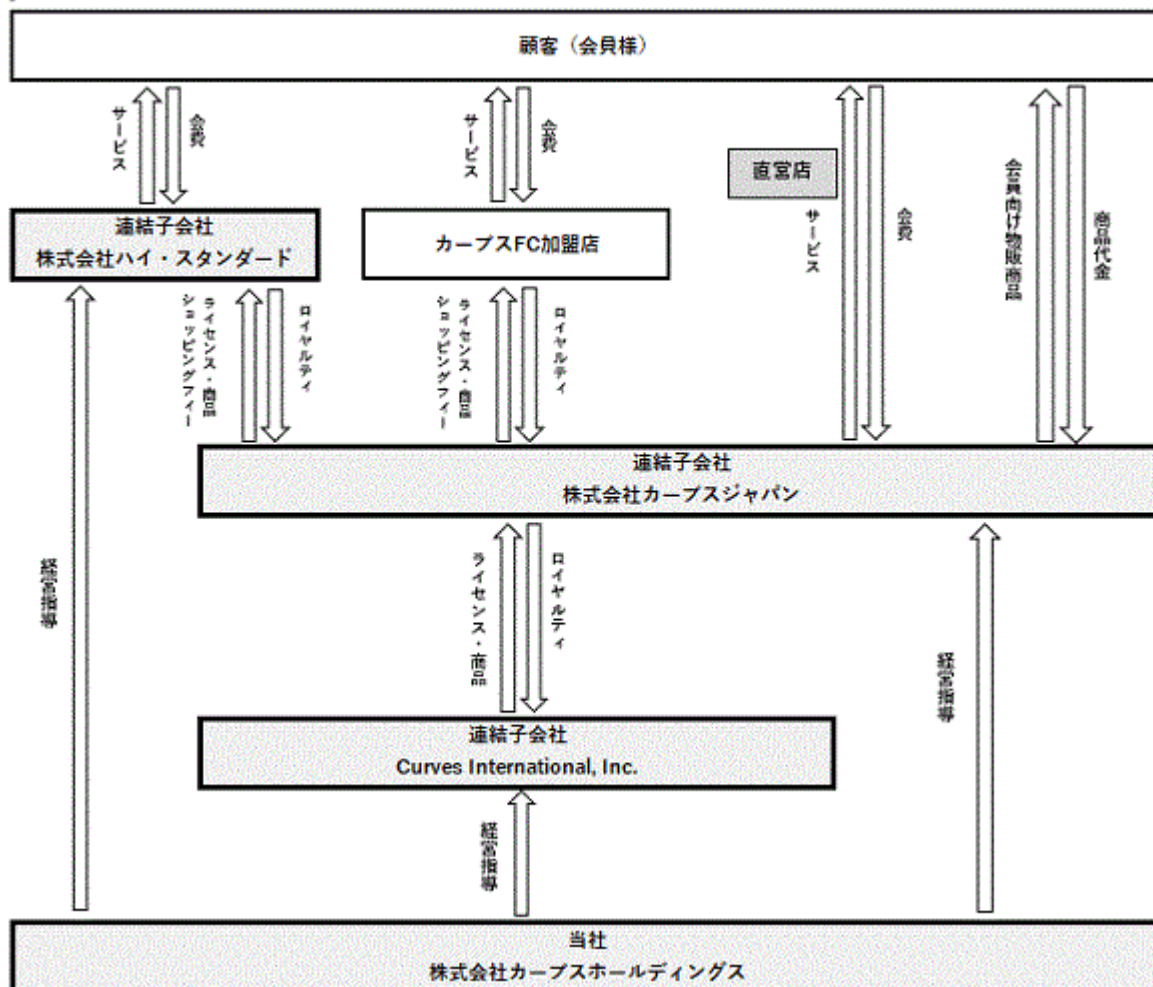 顧客（会員様）
サービス
会費
サービス
会費
直営店
サービス
会費
会員向け物販商品
商品代金
連結子会社
株式会社ハイ・スタンダード
カーブスFC加盟店
ライセンス・商品
ショッピングフィー
ロイヤルティ
ライセンス・商品
ショッピングフィー
ロイヤルティ
連結子会社
株式会社カーブスジャパン
経営指導
ライセンス・商品
ロイヤルティ
経営指導
連結子会社
Curves International, Inc.
経営指導
当社
株式会社カーブスホールディングス